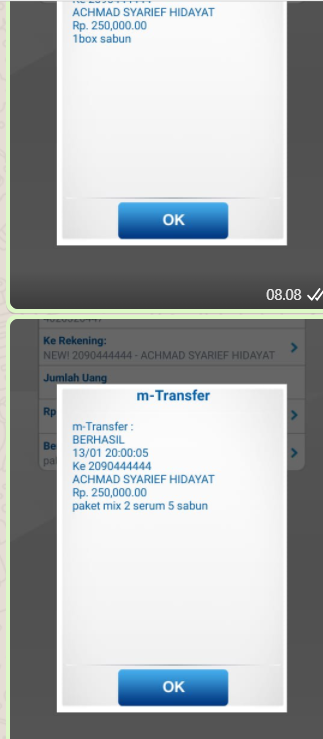 ACHMAD SYARIEF HIDAYAT
Rp. 250,000.00
1box sabun
OK
08.08
Ke Rekening:
NEW! 2090444444 - ACHMAD SYARIEF HIDAYAT
Jumlah Uang
m-Transfer
Rp
m-Transfer :
BERHASIL
Be
13/01 20:00:05
Ke 2090444444
ACHMAD SYARIEF HIDAYAT
Rp. 250,000.00
paket mix 2 serum 5 sabun
OK